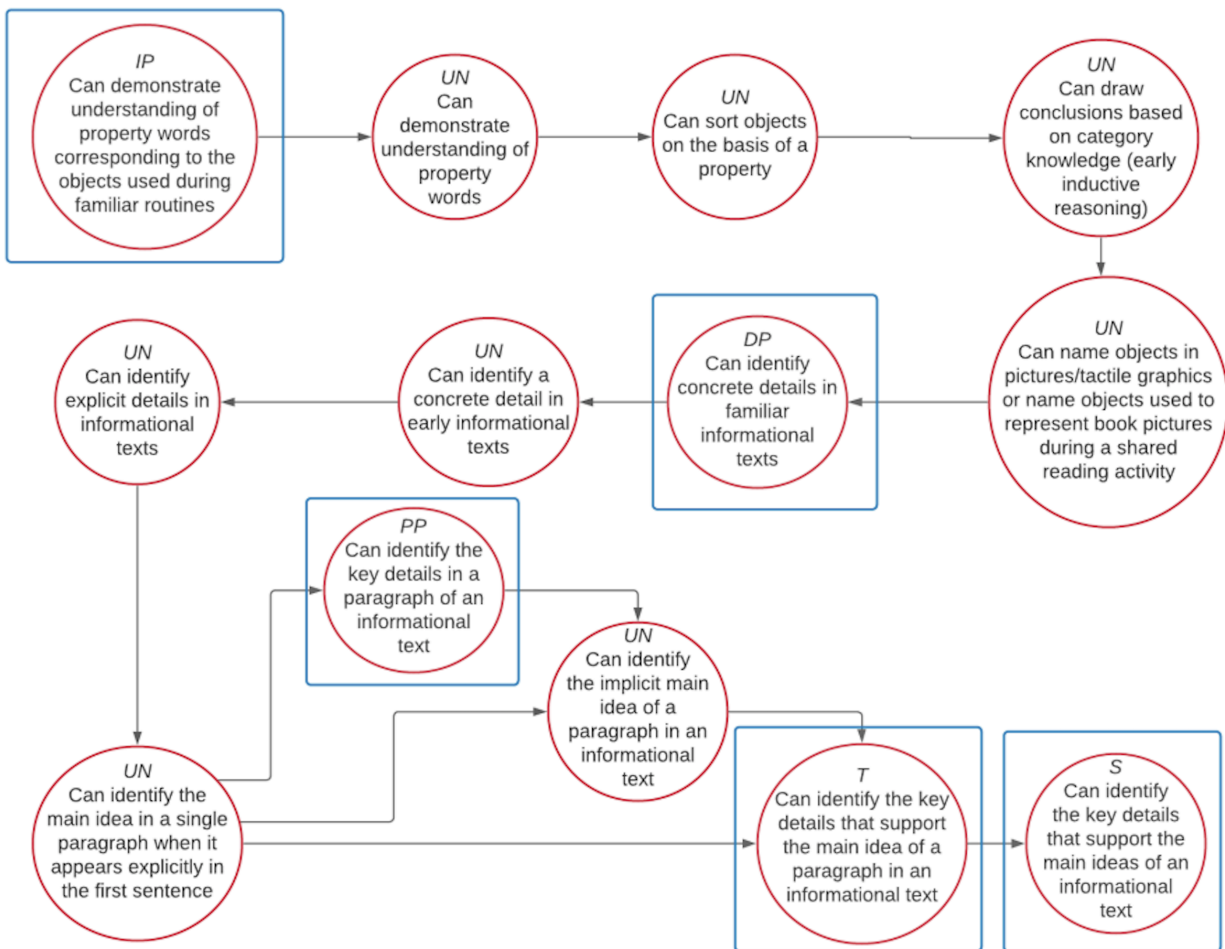 IP
Can demonstrate
understanding of
property words
corresponding to the
objects used during
familiar routines
UN
Can
demonstrate
understanding of
property
words
UN
Can sort objects
on the basis of a
property
UN
Can draw
conclusions based
on category
knowledge (early
inductive
reasoning)
UN
Can name objects in
pictures/tactile graphics
or name objects used to
represent book pictures
during a shared
reading activity
DP
Can identify
concrete details in
familiar
informational
texts
UN
Can identify a
concrete detail in
early informational
texts
UN
Can identify
explicit details in
informational
texts
UN
Can identify the
main idea in a single
paragraph when it
appears explicitly in
the first sentence
PP
Can identify the
key details in a
paragraph of an
informational
text
UN
Can identify
the implicit main
idea of a
paragraph in an
informational
text
T
Can identify the key
details that support
the main idea of a
paragraph in an
informational text
S
Can identify
the key details
that support the
main ideas of an
informational
text